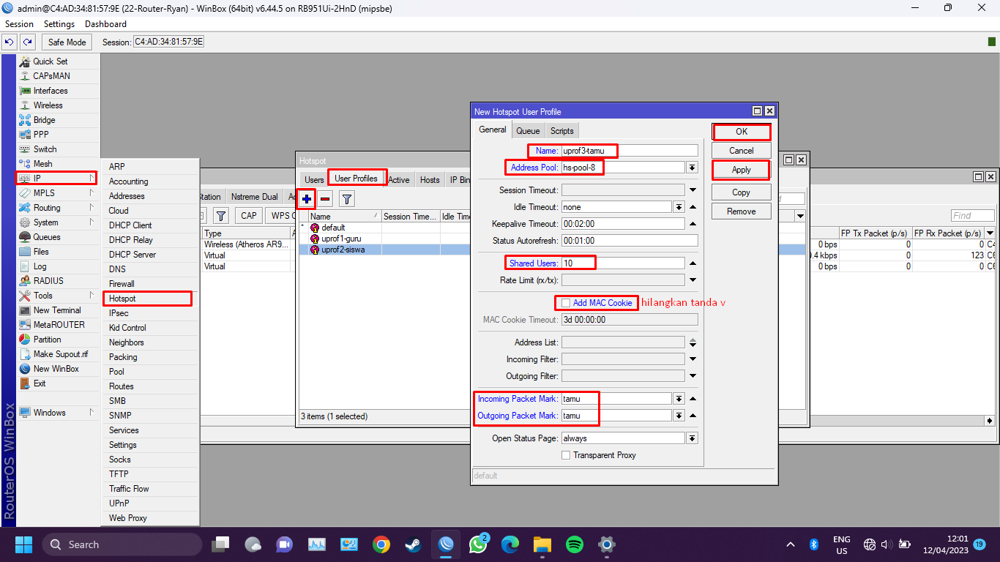 admin@C4:AD:34:81:57:9E (22-Router-Ryan) - WinBox (64bit) v6.44.5 on RB951Ui-2HnD (mipsbe)
Session Settings Dashboard
Safe Mode Session: C4:AD:34:81:57:9E
Quick Set
CAPsMAN
Interfaces
Wireless
Bridge
PPP
Switch
Mesh
IP
MPLS
Routing
System
Queues
Files
Log
RADIUS
Tools
New Terminal
MetaROUTER
Partition
Make Supout.rif
New WinBox
Exit
Windows
RouterOS WinBox
ARP
Accounting
Addresses
Cloud
DHCP Client
DHCP Relay
DHCP Server
DNS
Firewall
Hotspot
IPsec
Kid Control
Neighbors
Packing
Pool
Routes
SMB
SNMP
Services
Settings
Socks
TFTP
Traffic Flow
UPnP
Web Proxy
Station Nstreme Dual
CAP WPS C
Type
Wireless (Atheros AR9...
Virtual
Virtual
Hotspot
Users User Profiles Active Hosts IP Bin
Name / Session Time... Idle Time
* default
uprof1-guru
uprof2-siswa
3 items (1 selected)
New Hotspot User Profile
General Queue Scripts
Name: uprof3-tamu
Address Pool: hs-pool-8
Session Timeout:
Idle Timeout: none
Keepalive Timeout: 00:02:00
Status Autorefresh: 00:01:00
Shared Users: 10
Rate Limit (rx/tx):
Add MAC Cookie hilangkan tanda v
MAC Cookie Timeout: 3d 00:00:00
Address List:
Incoming Filter:
Outgoing Filter:
Incoming Packet Mark: tamu
Outgoing Packet Mark: tamu
Open Status Page: always
Transparent Proxy
default
OK
Cancel
Apply
Copy
Remove
Find
FP Tx Packet (p/s) FP Rx Packet (p/s)
0 bps 0 0 C4
9.4 kbps 0 123 C6
0 bps 0 0 C6
Search
2
ENG
US
12:01
12/04/2023
19